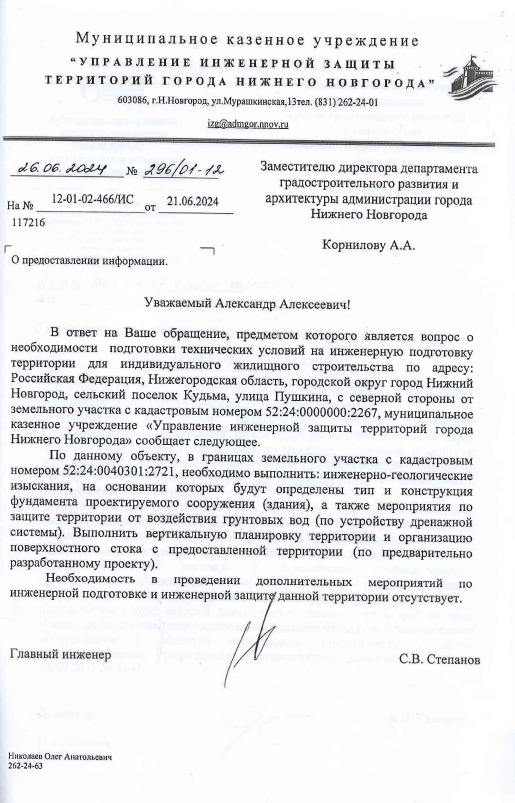 Муниципальное казенное учреждение
“УПРАВЛЕНИЕ ИНЖЕНЕРНОЙ ЗАЩИТЫ
ТЕРРИТОРИЙ ГОРОДА НИЖНЕГО НОВГОРОДА”
603086, г.Н.Новгород, ул.Мурашкинская,13тел. (831) 262-24-01
izg@admgor.nnov.ru
26.06.2024 № 296/01-12
На № 12-01-02-466/ИС от 21.06.2024
117216
Заместителю директора департамента
градостроительного развития и
архитектуры администрации города
Нижнего Новгорода
Корнилову А.А.
О предоставлении информации.
Уважаемый Александр Алексеевич!
В ответ на Ваше обращение, предметом которого является вопрос о
необходимости подготовки технических условий на инженерную подготовку
территории для индивидуального жилищного строительства по адресу:
Российская Федерация, Нижегородская область, городской округ город Нижний
Новгород, сельский поселок Кудьма, улица Пушкина, с северной стороны от
земельного участка с кадастровым номером 52:24:0000000:2267, муниципальное
казенное учреждение «Управление инженерной защиты территорий города
Нижнего Новгорода» сообщает следующее.
По данному объекту, в границах земельного участка с кадастровым
номером 52:24:0040301:2721, необходимо выполнить: инженерно-геологические
изыскания, на основании которых будут определены тип и конструкция
фундамента проектируемого сооружения (здания), а также мероприятия по
защите территории от воздействия грунтовых вод (по устройству дренажной
системы). Выполнить вертикальную планировку территории и организацию
поверхностного стока с предоставленной территории (по предварительно
разработанному проекту).
Необходимость в проведении дополнительных мероприятий по
инженерной подготовке и инженерной защите данной территории отсутствует.
Главный инженер С.В. Степанов
Николаев Олег Анатольевич
262-24-63